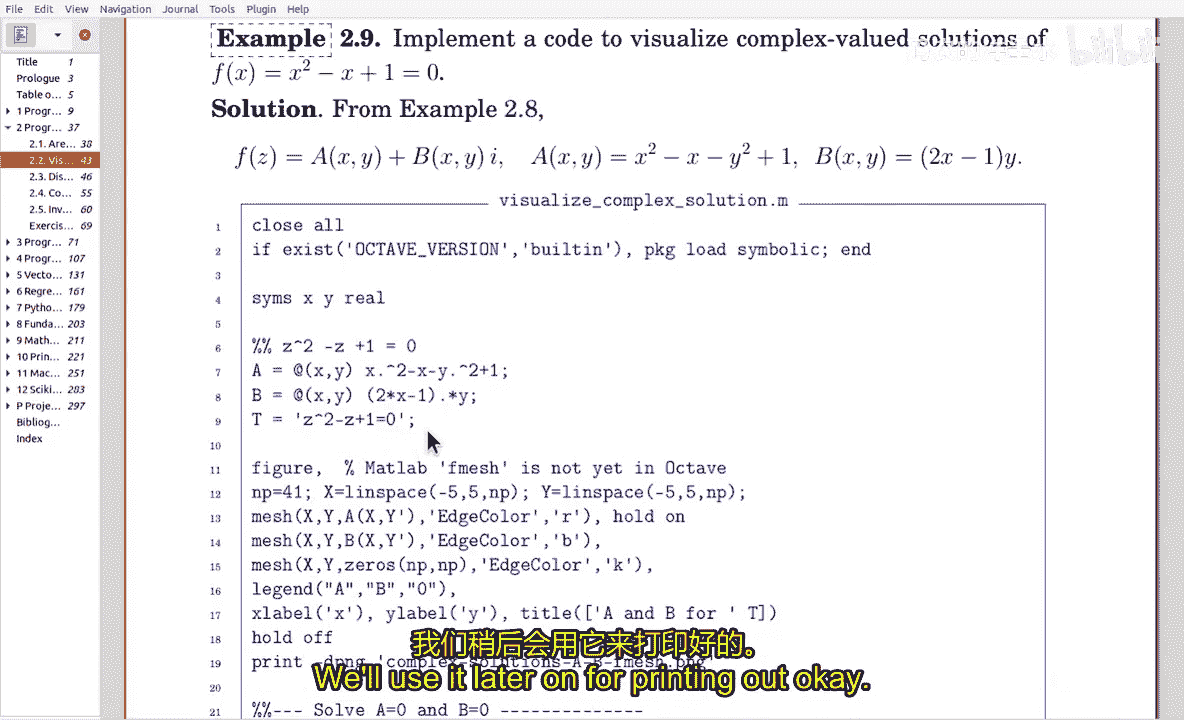 File Edit View Navigation Journal Tools Plugin Help
Title 1
Prologue 3
Table o... 5
1 Progr... 9
2 Progr... 37
2.1. Are... 38
2.2. Vis... 43
2.3. Dis... 46
2.4. Co... 55
2.5. Inv... 60
Exercis... 69
3 Progr... 71
4 Progr... 107
5 Vecto... 131
6 Regre... 161
7 Pytho... 179
8 Funda... 203
9 Math... 211
10 Prin... 221
11 Mac... 251
12 Sciki... 283
P Proje... 297
Bibliog...
Index
Example 2.9. Implement a code to visualize complex-valued solutions of
f(x) = x² − x + 1 = 0.
Solution. From Example 2.8,
f(z) = A(x, y) + B(x, y) i, A(x, y) = x² − x − y² + 1, B(x, y) = (2x − 1)y.
visualize_complex_solution.m
1 close all
2 if exist('OCTAVE_VERSION','builtin'), pkg load symbolic; end
3
4 syms x y real
5
6 %% z^2 -z +1 = 0
7 A = @(x,y) x.^2-x-y.^2+1;
8 B = @(x,y) (2*x-1).*y;
9 T = 'z^2-z+1=0';
10
11 figure, % Matlab 'fmesh' is not yet in Octave
12 np=41; X=linspace(-5,5,np); Y=linspace(-5,5,np);
13 mesh(X,Y,A(X,Y'),'EdgeColor','r'), hold on
14 mesh(X,Y,B(X,Y'),'EdgeColor','b'),
15 mesh(X,Y,zeros(np,np),'EdgeColor','k'),
16 legend("A","B","0"),
17 xlabel('x'), ylabel('y'), title(['A and B for ' T])
18 hold off
19 print -dpng 'complex-solutions-A-B-fmesh.png'
20
21 %%--- Solve A=0 and B=0 --------------
我们稍后会用它来打印好的。
We'll use it later on for printing out okay.
bilibili